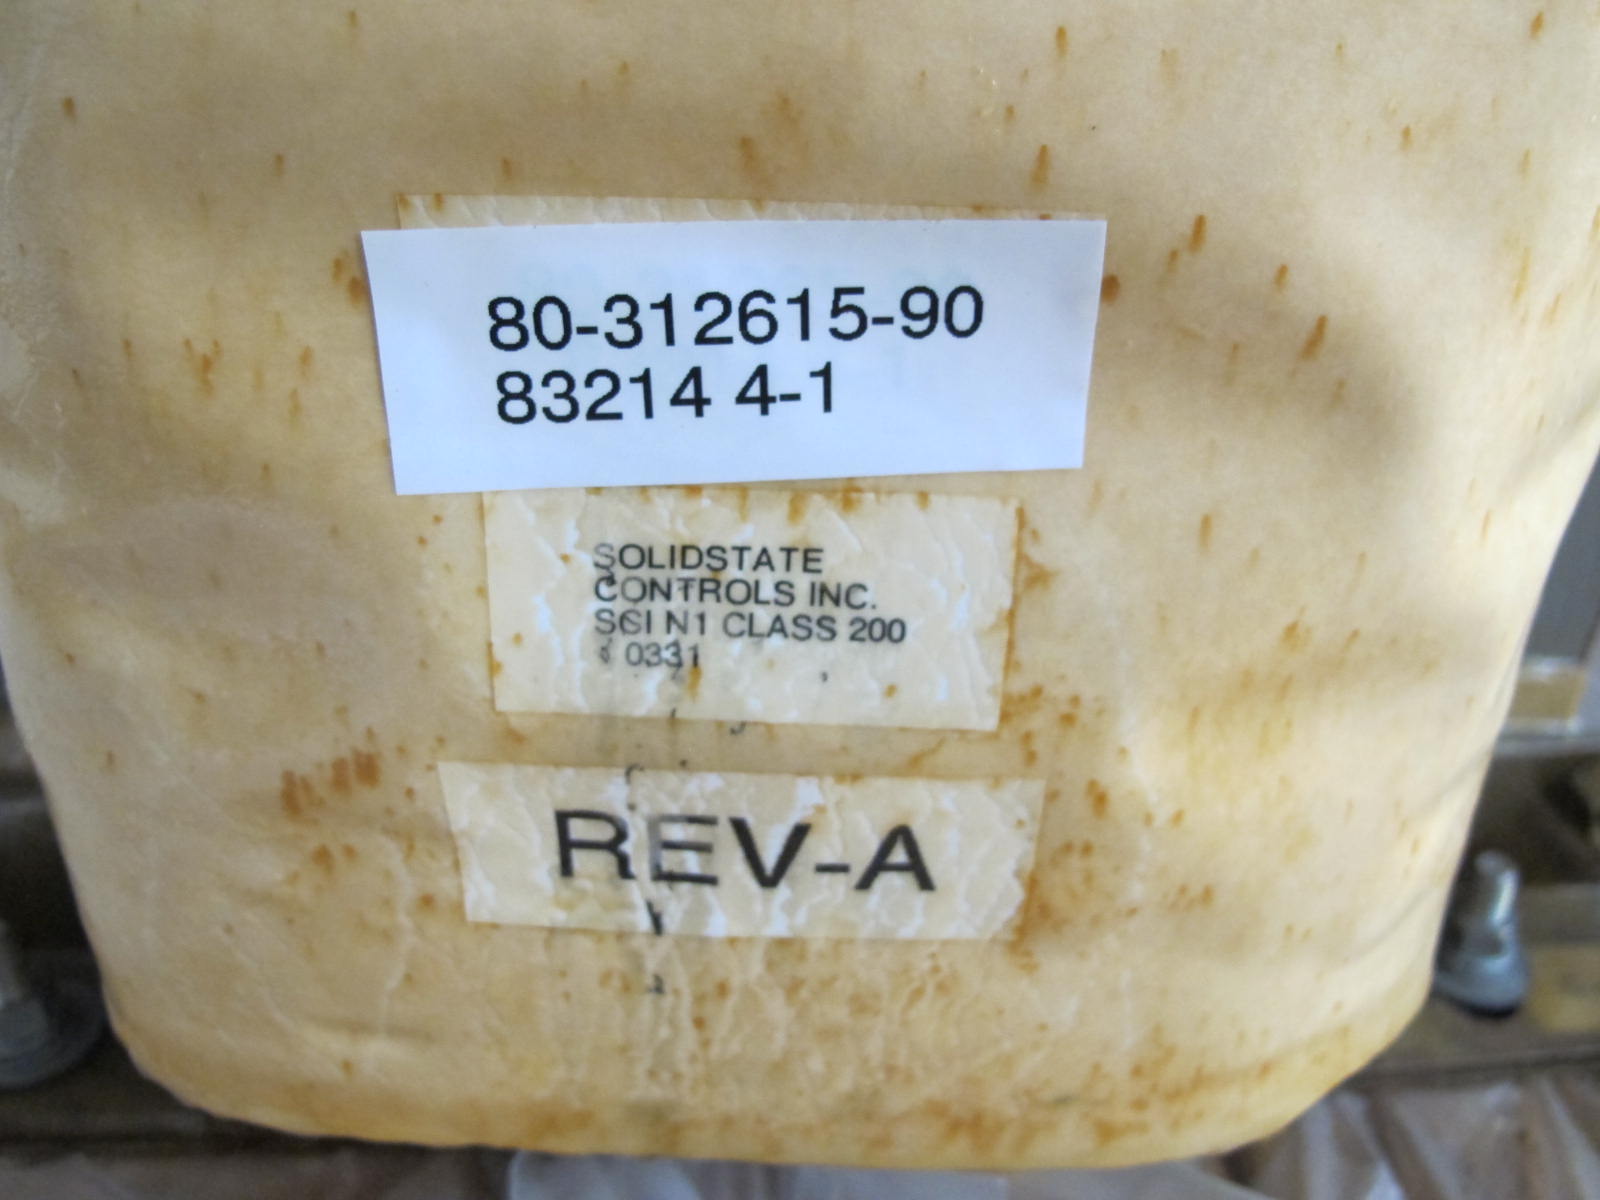 80-312615-90
83214 4-1
SOLIDSTATE
CONTROLS INC.
SCI N1 CLASS 200
0331
REV-A